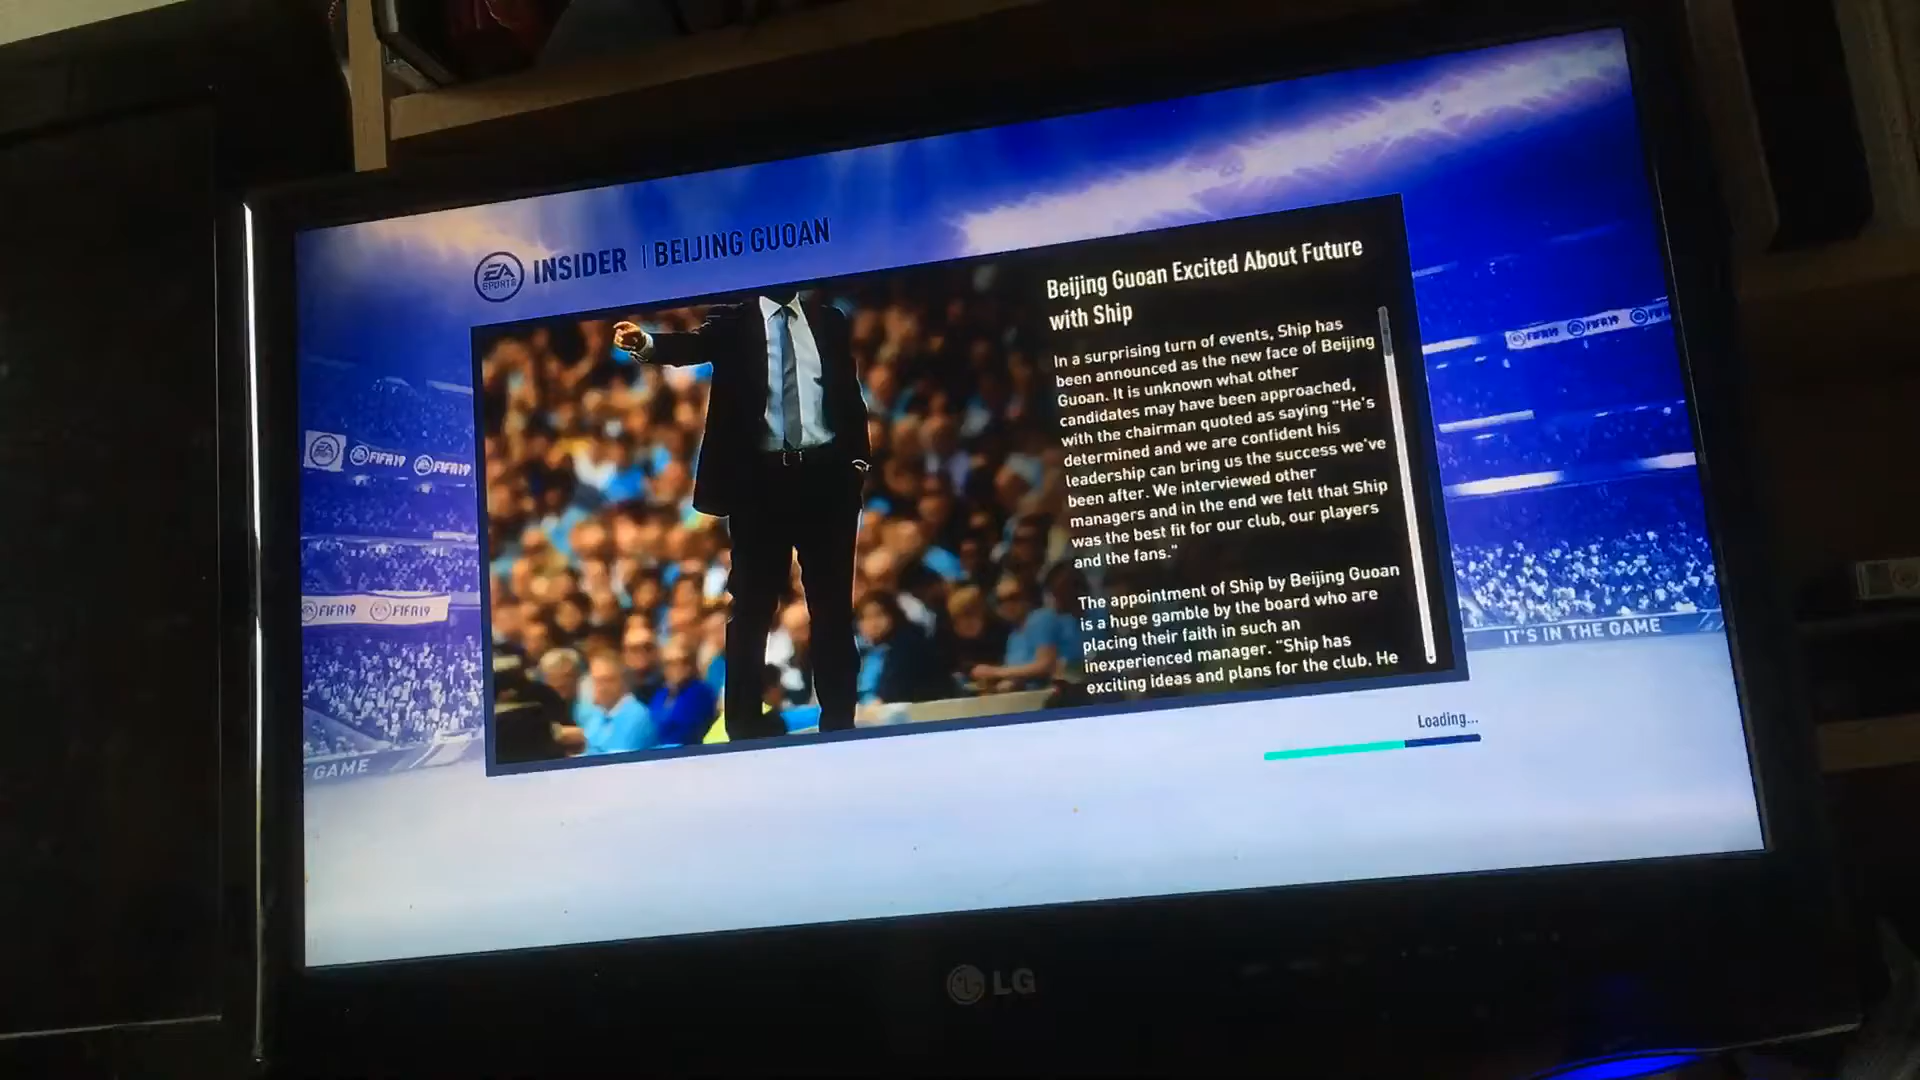 EA SPORTS INSIDER | BEIJING GUOAN
Beijing Guoan Excited About Future
with Ship
In a surprising turn of events, Ship has
been announced as the new face of Beijing
Guoan. It is unknown what other
candidates may have been approached,
with the chairman quoted as saying "He's
determined and we are confident his
leadership can bring us the success we've
been after. We interviewed other
managers and in the end we felt that Ship
was the best fit for our club, our players
and the fans."
The appointment of Ship by Beijing Guoan
is a huge gamble by the board who are
placing their faith in such an
inexperienced manager. "Ship has
exciting ideas and plans for the club. He
Loading...
FIFA19 FIFA19
FIFA19 FIFA19
GAME
FIFA19 FIFA19
IT'S IN THE GAME
LG